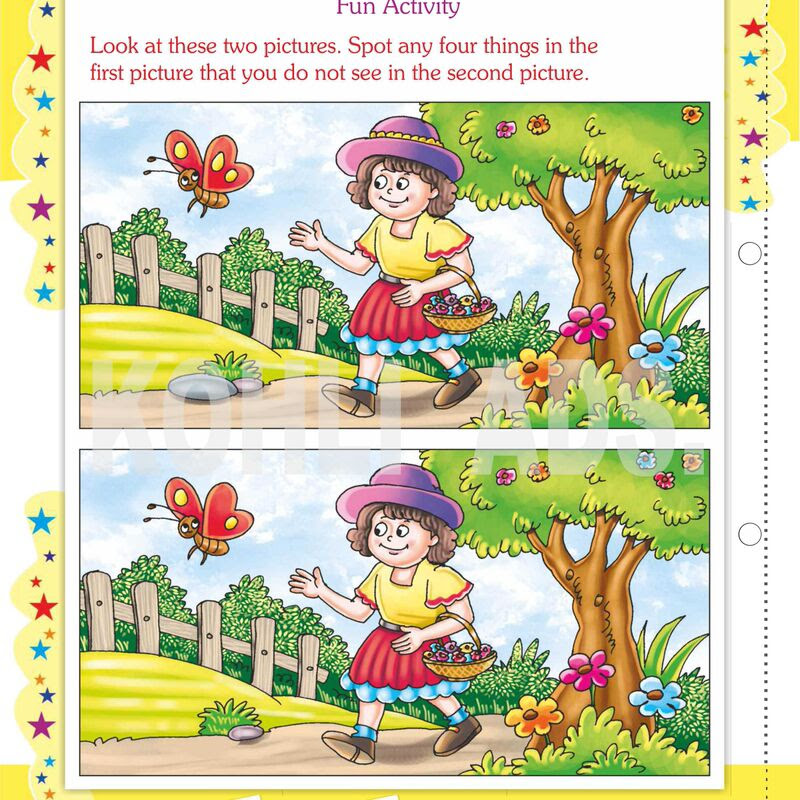 Fun Activity
Look at these two pictures. Spot any four things in the
first picture that you do not see in the second picture.
KOHLI ADS.